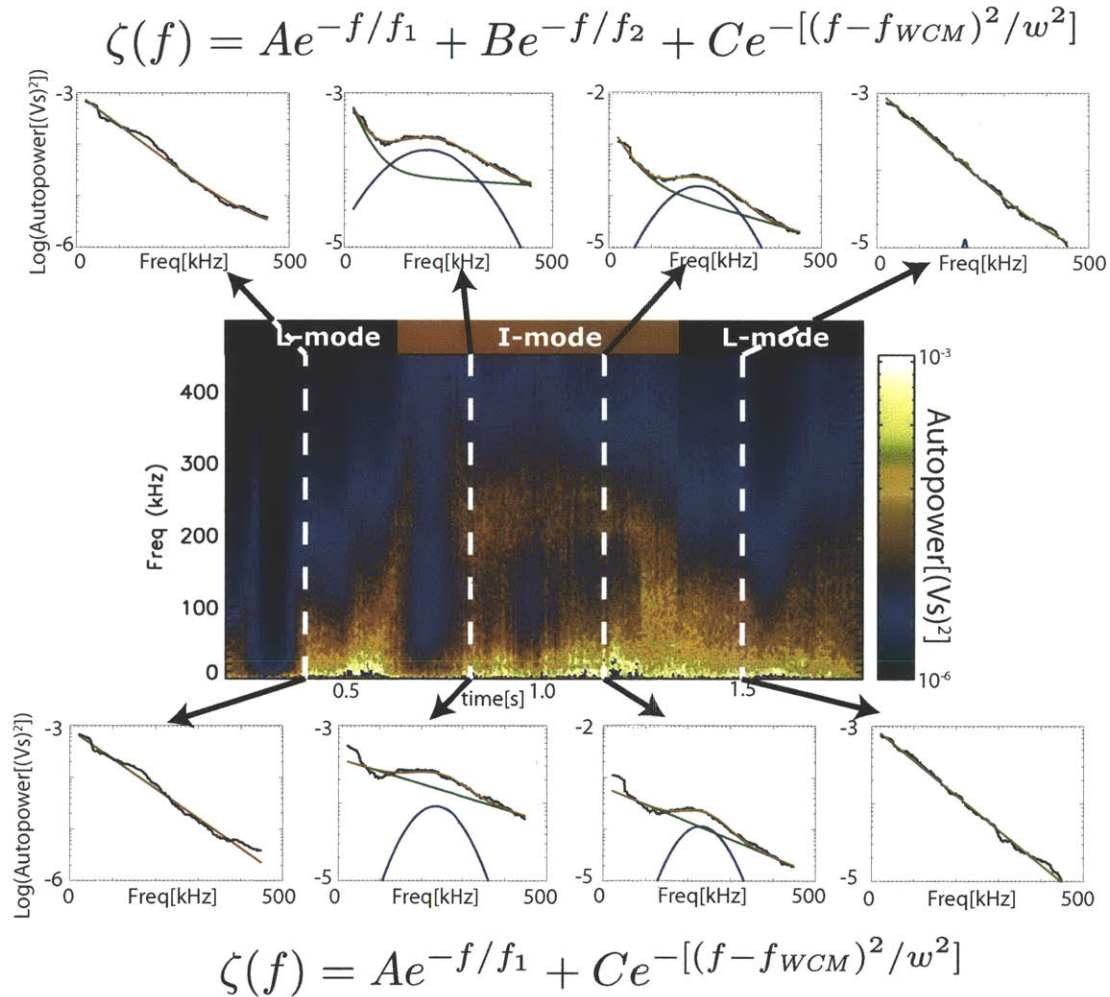 ζ(f) = Ae^{-f/f_1} + Be^{-f/f_2} + Ce^{-[(f-f_{WCM})^2/w^2]}
-3 -3 -2 -3
Log(Autopower[(Vs)²])
-6 -5 -5 -5
0 Freq[kHz] 500 0 Freq[kHz] 500 0 Freq[kHz] 500 0 Freq[kHz] 500
L-mode I-mode L-mode
400
300
200
100
0
Freq (kHz)
0.5 time[s] 1.0 1.5
10⁻³
Autopower[(Vs)²]
10⁻⁶
-3 -3 -2 -3
Log(Autopower[(Vs)²])
-6 -5 -5 -5
0 Freq[kHz] 500 0 Freq[kHz] 500 0 Freq[kHz] 500 0 Freq[kHz] 500
ζ(f) = Ae^{-f/f_1} + Ce^{-[(f-f_{WCM})^2/w^2]}